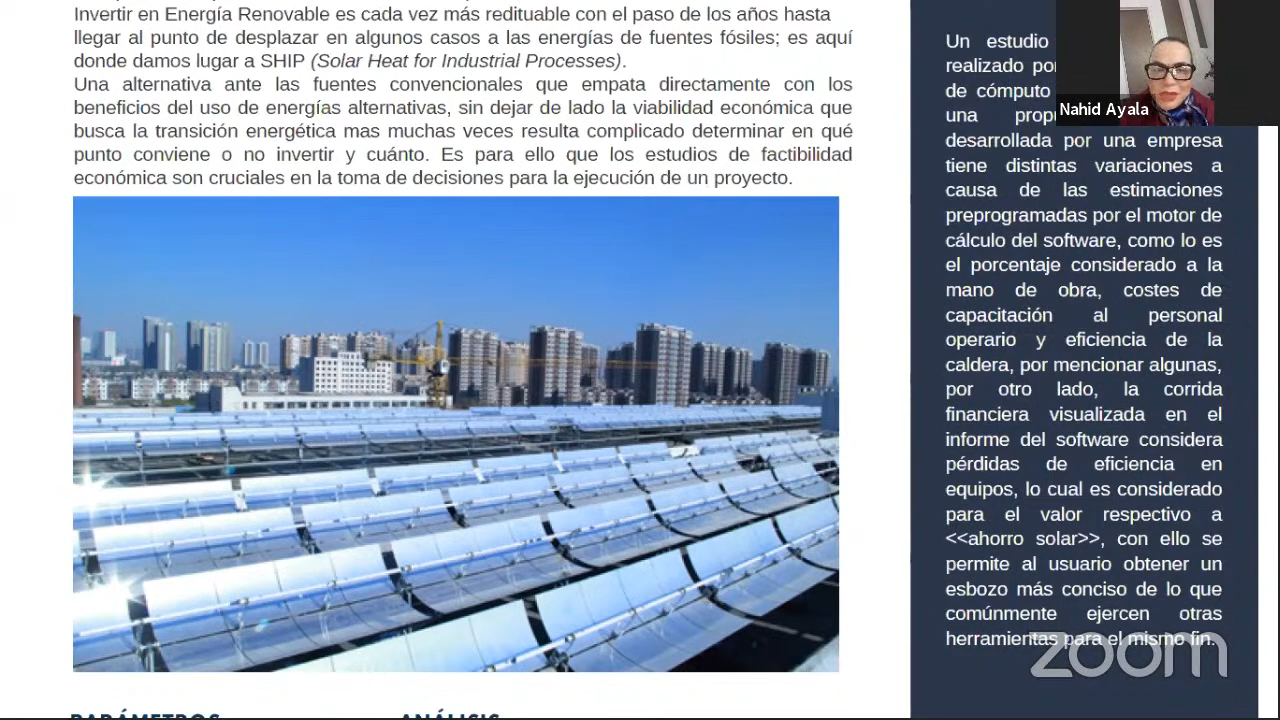 Invertir en Energía Renovable es cada vez más redituable con el paso de los años hasta
llegar al punto de desplazar en algunos casos a las energías de fuentes fósiles; es aquí
donde damos lugar a SHIP (Solar Heat for Industrial Processes).
Una alternativa ante las fuentes convencionales que empata directamente con los
beneficios del uso de energías alternativas, sin dejar de lado la viabilidad económica que
busca la transición energética mas muchas veces resulta complicado determinar en qué
punto conviene o no invertir y cuánto. Es para ello que los estudios de factibilidad
económica son cruciales en la toma de decisiones para la ejecución de un proyecto.
PARÁMETROS
ANÁLISIS
Un estudio
realizado por
de cómputo
una
desarrollada por una empresa
tiene distintas variaciones a
causa de las estimaciones
preprogramadas por el motor de
cálculo del software, como lo es
el porcentaje considerado a la
mano de obra, costes de
capacitación al personal
operario y eficiencia de la
caldera, por mencionar algunas,
por otro lado, la corrida
financiera visualizada en el
informe del software considera
pérdidas de eficiencia en
equipos, lo cual es considerado
para el valor respectivo a
<<ahorro solar>>, con ello se
permite al usuario obtener un
esbozo más conciso de lo que
comúnmente ejercen otras
herramientas para el mismo fin.
Nahid Ayala
zoom